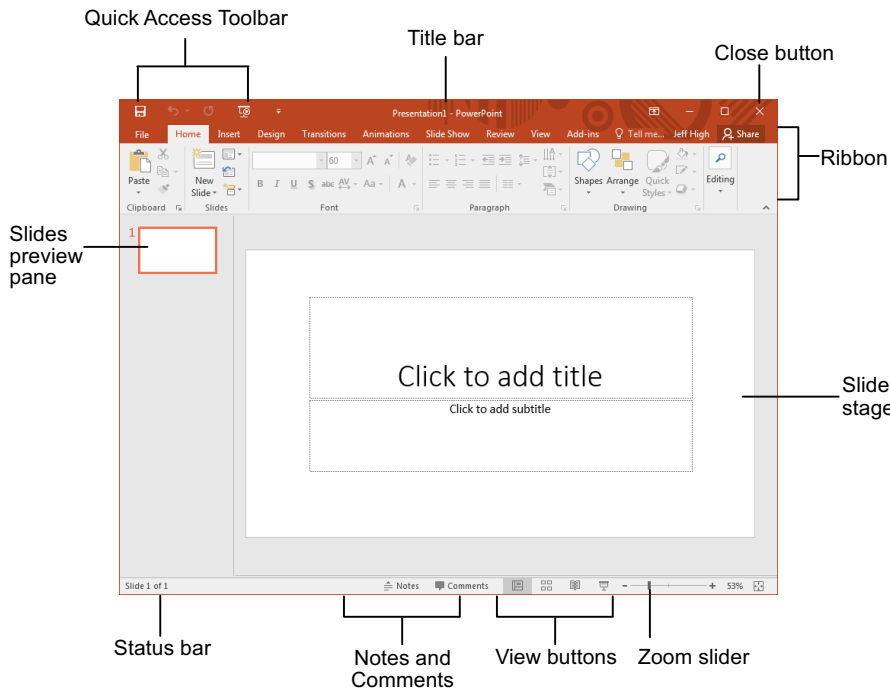 Quick Access Toolbar
Title bar
Close button
Presentation1 - PowerPoint
File Home Insert Design Transitions Animations Slide Show Review View Add-ins Tell me... Jeff High Share
Ribbon
60 A A
Paste
New
Slide
B I U S abc AV Aa A
Shapes Arrange Quick
Styles
Editing
Clipboard Slides Font Paragraph Drawing
Slides
preview
pane
1
Click to add title
Click to add subtitle
Slide
stage
Slide 1 of 1 Notes Comments 53%
Status bar
Notes and
Comments
View buttons
Zoom slider